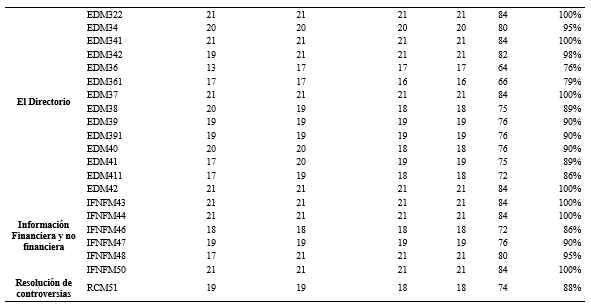 EDM322 21 21 21 21 84 100%
EDM34 20 20 20 20 80 95%
EDM341 21 21 21 21 84 100%
EDM342 19 21 21 21 82 98%
EDM36 13 17 17 17 64 76%
EDM361 17 17 16 16 66 79%
EDM37 21 21 21 21 84 100%
El Directorio EDM38 20 19 18 18 75 89%
EDM39 19 19 19 19 76 90%
EDM391 19 19 19 19 76 90%
EDM40 20 20 18 18 76 90%
EDM41 17 20 19 19 75 89%
EDM411 17 19 18 18 72 86%
EDM42 21 21 21 21 84 100%
IFNFM43 21 21 21 21 84 100%
Información IFNFM44 21 21 21 21 84 100%
Financiera y no IFNFM46 18 18 18 18 72 86%
financiera IFNFM47 19 19 19 19 76 90%
IFNFM48 17 21 21 21 80 95%
IFNFM50 21 21 21 21 84 100%
Resolución de
controversias RCM51 19 19 18 18 74 88%